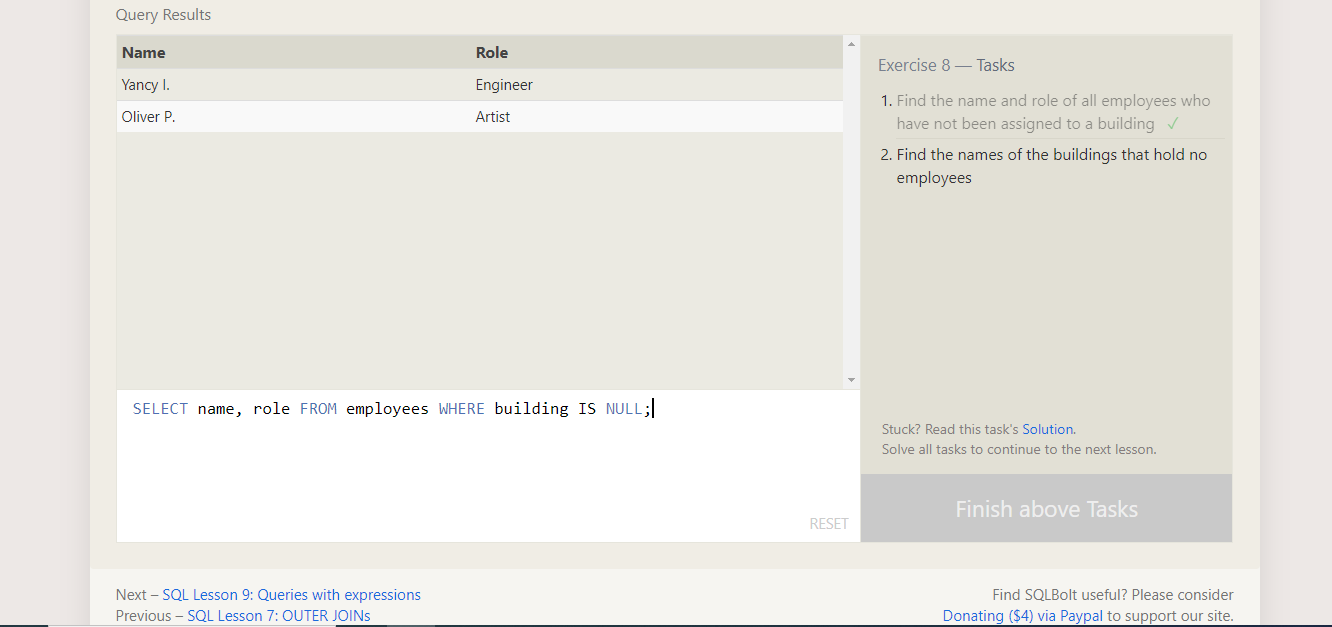 Query Results
Name Role
Yancy I. Engineer
Oliver P. Artist
SELECT name, role FROM employees WHERE building IS NULL;
RESET
Exercise 8 — Tasks
1. Find the name and role of all employees who
have not been assigned to a building ✓
2. Find the names of the buildings that hold no
employees
Stuck? Read this task's Solution.
Solve all tasks to continue to the next lesson.
Finish above Tasks
Next – SQL Lesson 9: Queries with expressions
Previous – SQL Lesson 7: OUTER JOINs
Find SQLBolt useful? Please consider
Donating ($4) via Paypal to support our site.